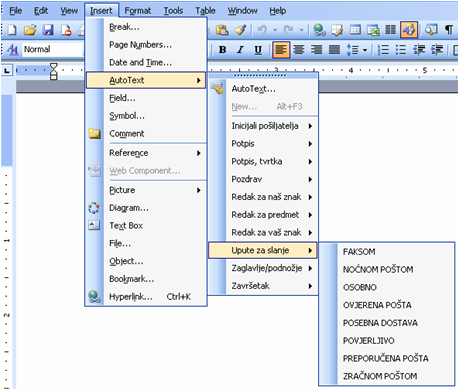 File Edit View Insert Format Tools Table Window Help
Normal B I U
Break...
Page Numbers...
Date and Time...
AutoText
Field...
Symbol...
Comment
Reference
Web Component...
Picture
Diagram...
Text Box
File...
Object...
Bookmark...
Hyperlink... Ctrl+K
AutoText...
New... Alt+F3
Inicijali pošiljatelja
Potpis
Potpis, tvrtka
Pozdrav
Redak za naš znak
Redak za predmet
Redak za vaš znak
Upute za slanje
Zaglavlje/podnožje
Završetak
FAKSOM
NOĆNOM POŠTOM
OSOBNO
OVJERENA POŠTA
POSEBNA DOSTAVA
POVJERLJIVO
PREPORUČENA POŠTA
ZRAČNOM POŠTOM